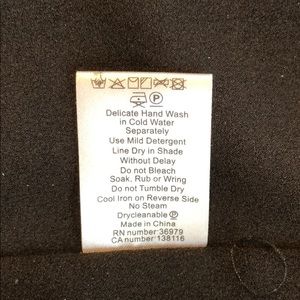 P
Delicate Hand Wash
in Cold Water
Separately
Use Mild Detergent
Line Dry in Shade
Without Delay
Do not Bleach
Soak, Rub or Wring
Do not Tumble Dry
Cool Iron on Reverse Side
No Steam
Drycleanable Ⓟ
Made in China
RN number: 36979
CA number: 138116